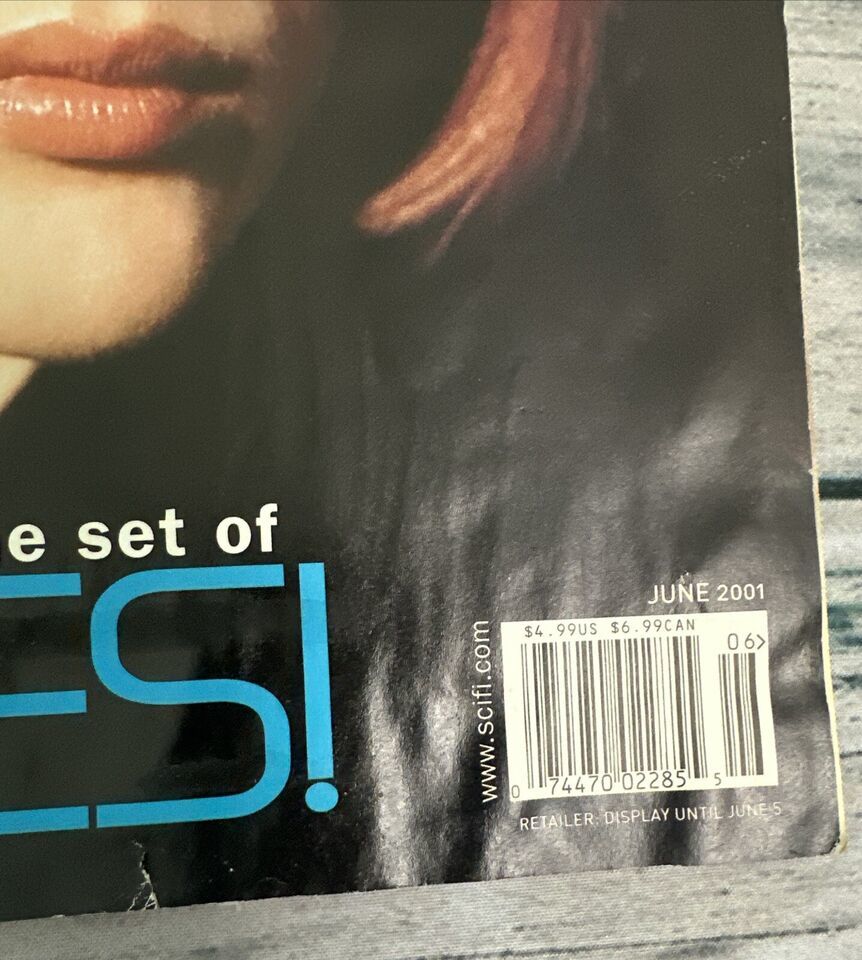 e set of
ES!
JUNE 2001
$4.99US $6.99CAN
06>
www.scifi.com
0 74470 02285 5
RETAILER: DISPLAY UNTIL JUNE 5